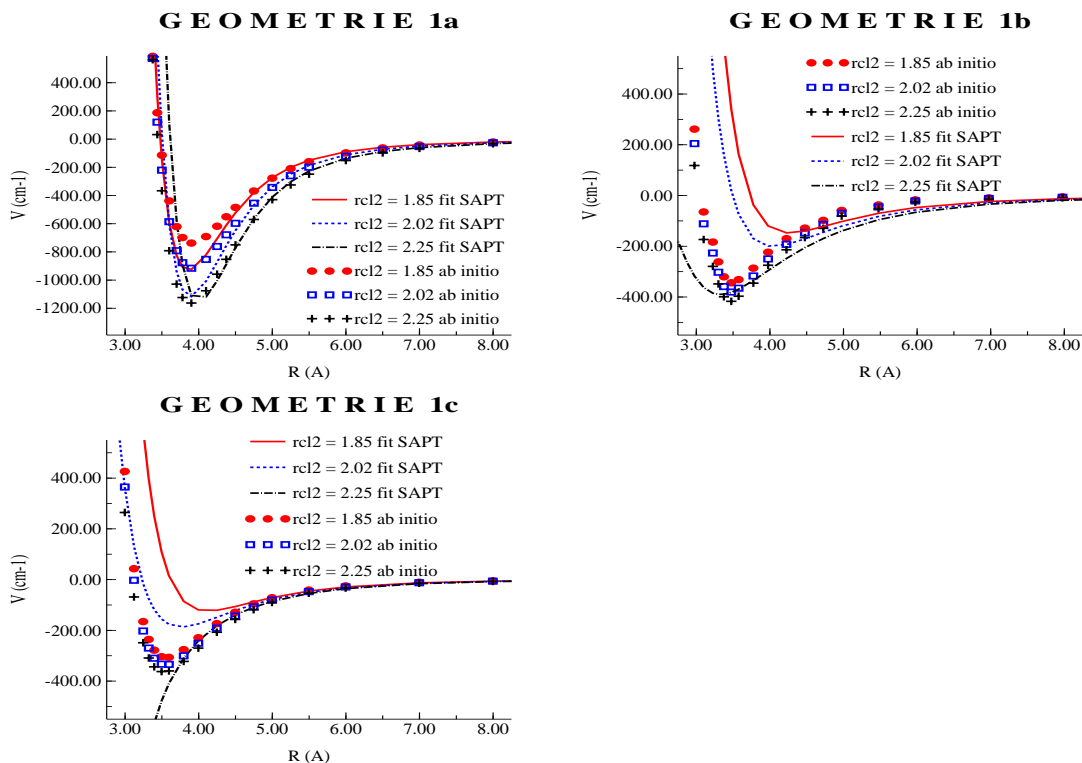 G E O M E T R I E 1a
400.00
200.00
0.00
-200.00
-400.00
-600.00
-800.00
-1000.00
-1200.00
V (cm-1)
rcl2 = 1.85 fit SAPT
rcl2 = 2.02 fit SAPT
rcl2 = 2.25 fit SAPT
rcl2 = 1.85 ab initio
rcl2 = 2.02 ab initio
rcl2 = 2.25 ab initio
3.00 4.00 5.00 6.00 7.00 8.00
R (A)
G E O M E T R I E 1b
400.00
200.00
0.00
-200.00
-400.00
V (cm-1)
rcl2 = 1.85 ab initio
rcl2 = 2.02 ab initio
rcl2 = 2.25 ab initio
rcl2 = 1.85 fit SAPT
rcl2 = 2.02 fit SAPT
rcl2 = 2.25 fit SAPT
3.00 4.00 5.00 6.00 7.00 8.00
R (A)
G E O M E T R I E 1c
400.00
200.00
0.00
-200.00
-400.00
V (cm-1)
rcl2 = 1.85 fit SAPT
rcl2 = 2.02 fit SAPT
rcl2 = 2.25 fit SAPT
rcl2 = 1.85 ab initio
rcl2 = 2.02 ab initio
rcl2 = 2.25 ab initio
3.00 4.00 5.00 6.00 7.00 8.00
R (A)